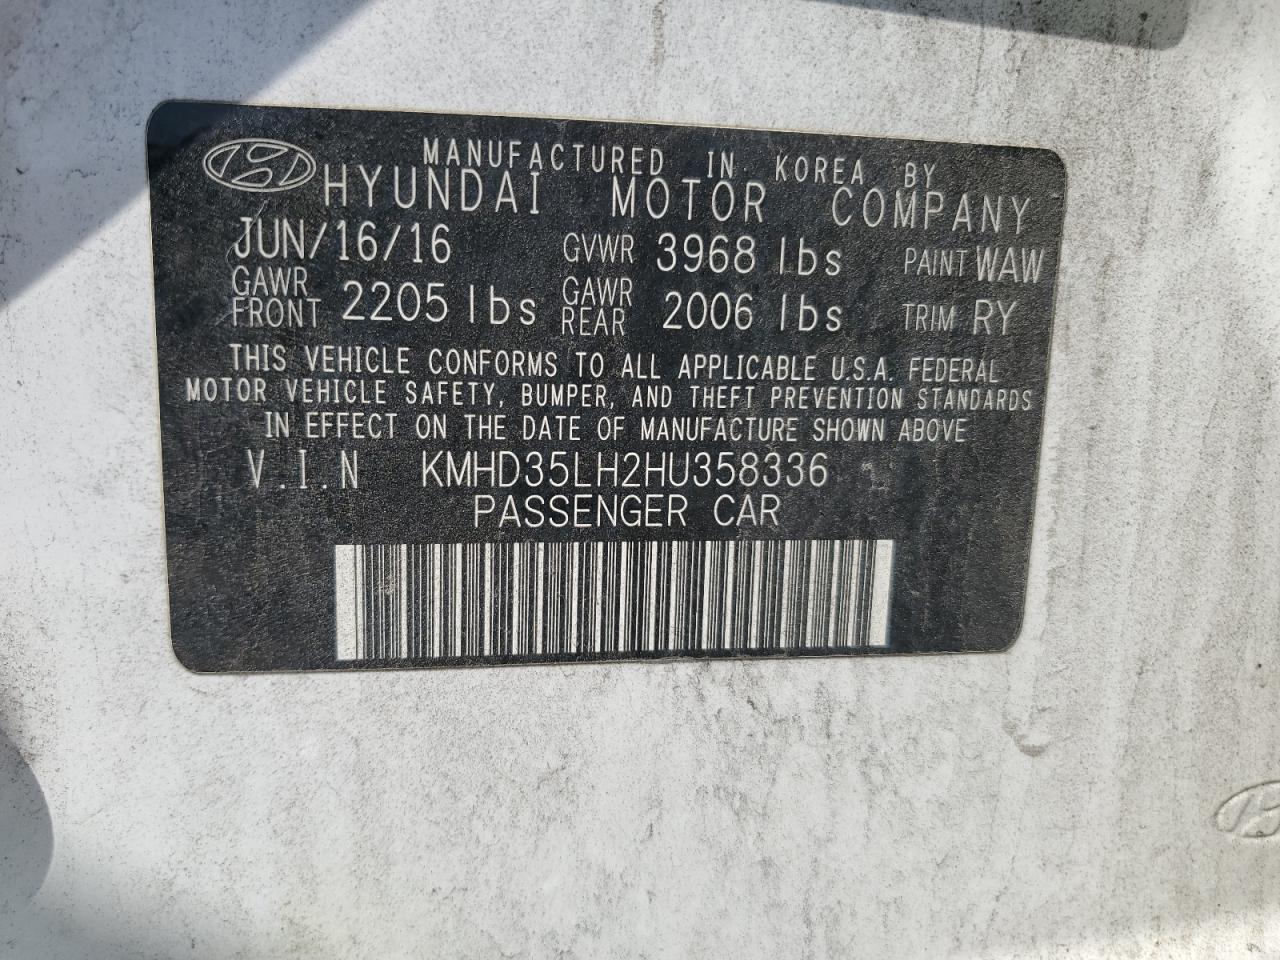 MANUFACTURED IN KOREA BY
HYUNDAI MOTOR COMPANY
JUN/16/16 GVWR 3968 lbs PAINT WAW
GAWR FRONT 2205 lbs GAWR REAR 2006 lbs TRIM RY
THIS VEHICLE CONFORMS TO ALL APPLICABLE U.S.A. FEDERAL
MOTOR VEHICLE SAFETY, BUMPER, AND THEFT PREVENTION STANDARDS
IN EFFECT ON THE DATE OF MANUFACTURE SHOWN ABOVE
V.I.N KMHD35LH2HU358336
PASSENGER CAR